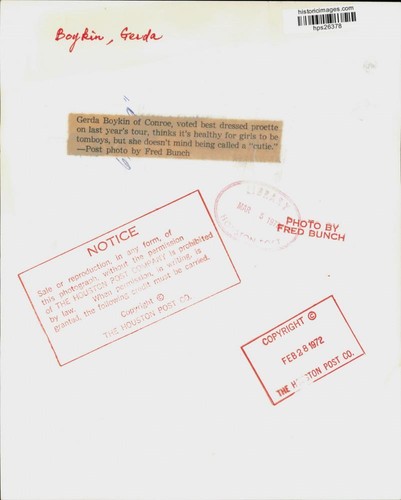 historicimages.com
hps26378
Boykin, Gerda
Gerda Boykin of Conroe, voted best dressed proette
on last year's tour, thinks it's healthy for girls to be
tomboys, but she doesn't mind being called a "cutie."
—Post photo by Fred Bunch
LIBRARY
MAR 5
PHOTO BY
FRED BUNCH
NOTICE
Sale or reproduction, in any form, of
this photograph, without the permission
of THE HOUSTON POST COMPANY is prohibited
by law. When permission, in writing, is
granted, the following credit must be carried.
Copyright ©
THE HOUSTON POST CO.
COPYRIGHT ©
FEB 28 1972
THE HOUSTON POST CO.